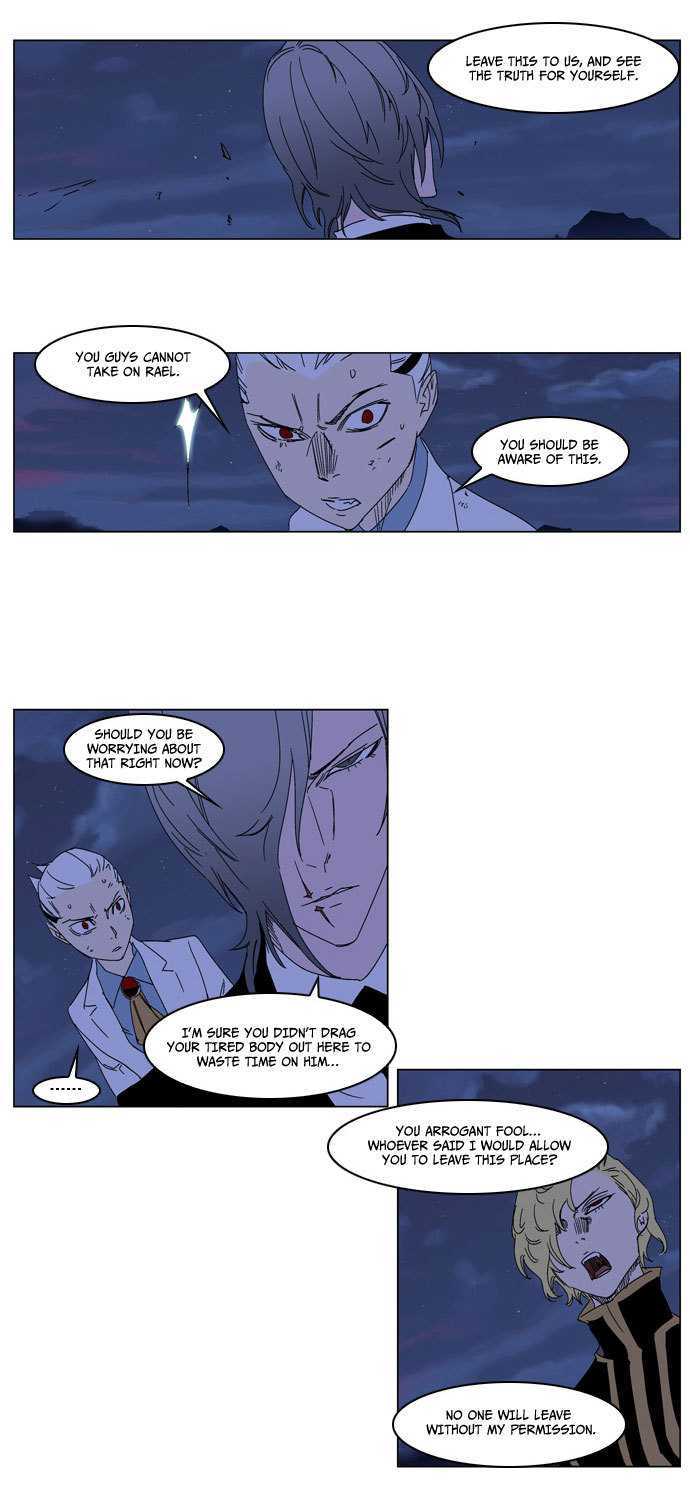 LEAVE THIS TO US, AND SEE
THE TRUTH FOR YOURSELF.
YOU GUYS CANNOT
TAKE ON RAEL.
YOU SHOULD BE
AWARE OF THIS.
SHOULD YOU BE
WORRYING ABOUT
THAT RIGHT NOW?
I'M SURE YOU DIDN'T DRAG
YOUR TIRED BODY OUT HERE TO
WASTE TIME ON HIM...
......
YOU ARROGANT FOOL...
WHOEVER SAID I WOULD ALLOW
YOU TO LEAVE THIS PLACE?
NO ONE WILL LEAVE
WITHOUT MY PERMISSION.